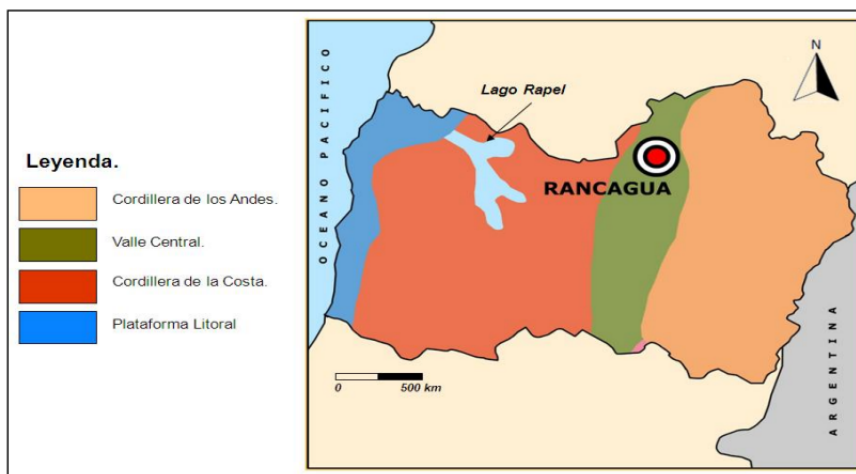 Leyenda.
Cordillera de los Andes.
Valle Central.
Cordillera de la Costa.
Plataforma Litoral
OCEANO PACIFICO
Lago Rapel
N
RANCAGUA
0 500 km
ARGENTINA